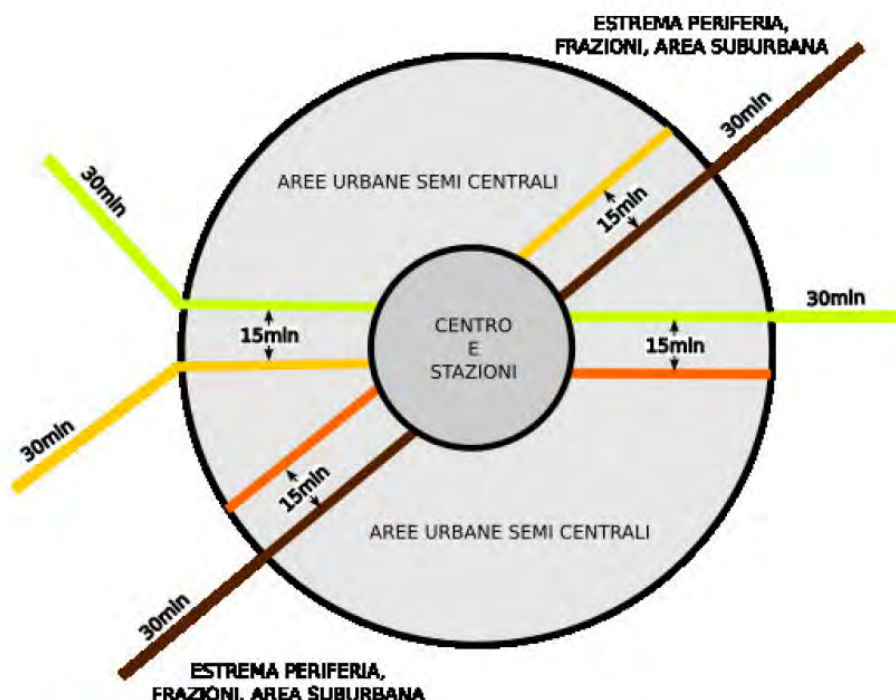 ESTREMA PERIFERIA,
FRAZIONI, AREA SUBURBANA
30min
30min
AREE URBANE SEMI CENTRALI
15min
30min
15min
CENTRO
E
STAZIONI
15min
30min
15min
AREE URBANE SEMI CENTRALI
30min
ESTREMA PERIFERIA,
FRAZIONI, AREA SUBURBANA